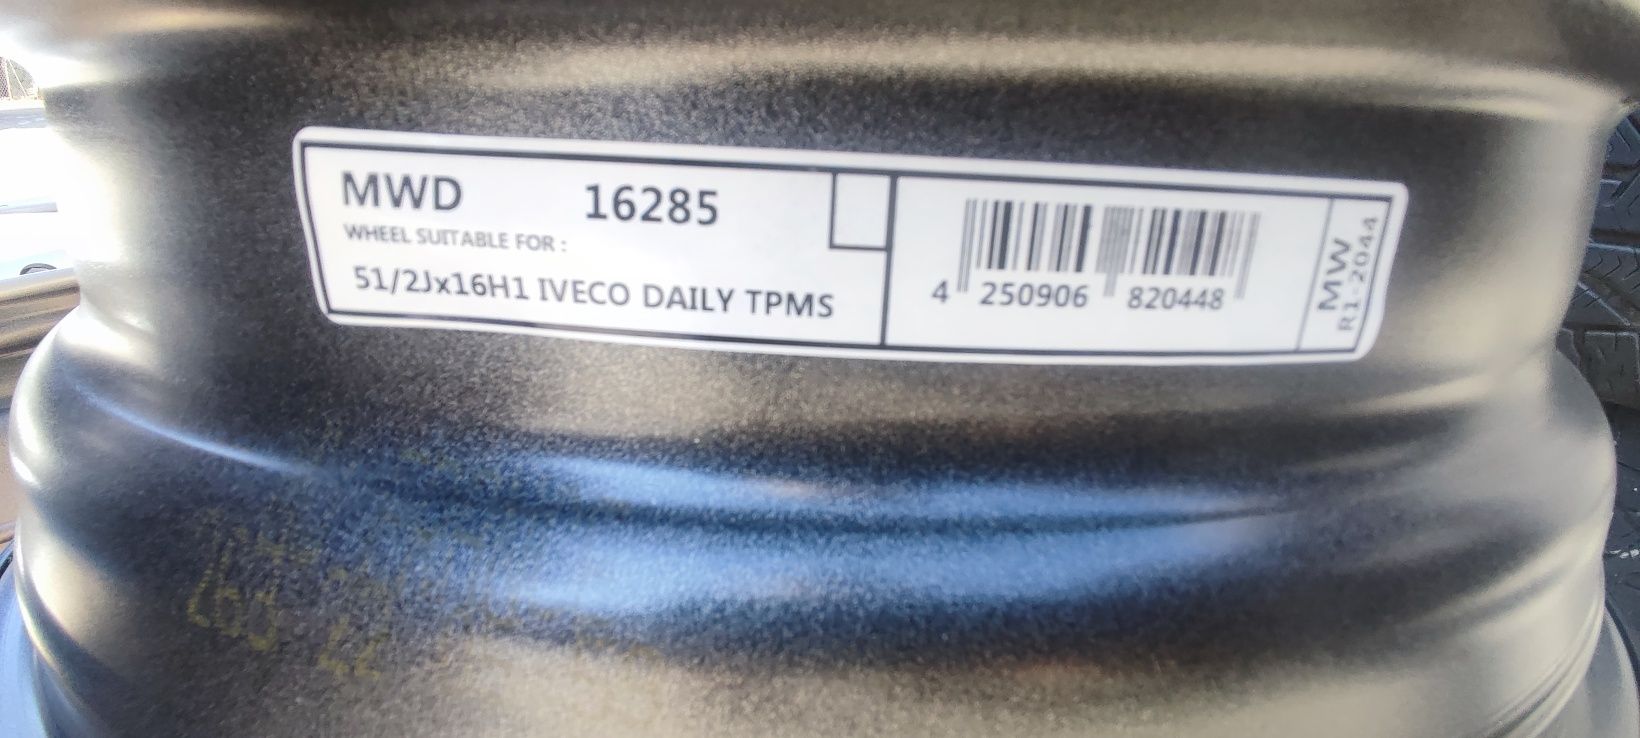 MWD 16285
WHEEL SUITABLE FOR :
51/2Jx16H1 IVECO DAILY TPMS
4 250906 820448
MW
R1-2044